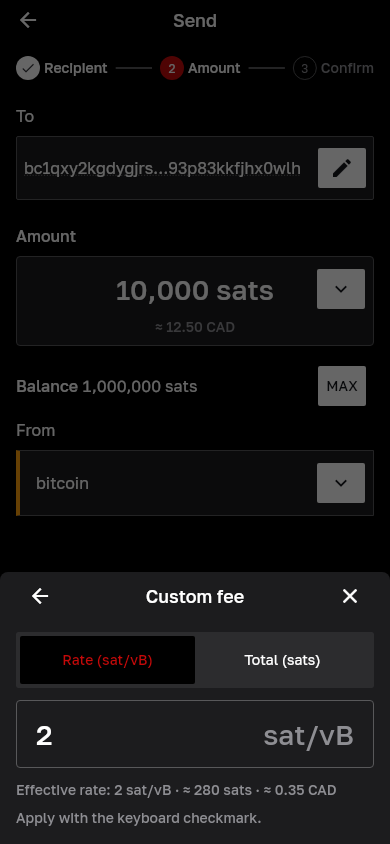 Send
Recipient
2 Amount
3 Confirm
To
bc1qxy2kgdygjrs...93p83kkfjhx0wlh
Amount
10,000 sats
≈ 12.50 CAD
Balance 1,000,000 sats
MAX
From
bitcoin
Custom fee
Rate (sat/vB)
Total (sats)
2 sat/vB
Effective rate: 2 sat/vB · ≈ 280 sats · ≈ 0.35 CAD
Apply with the keyboard checkmark.